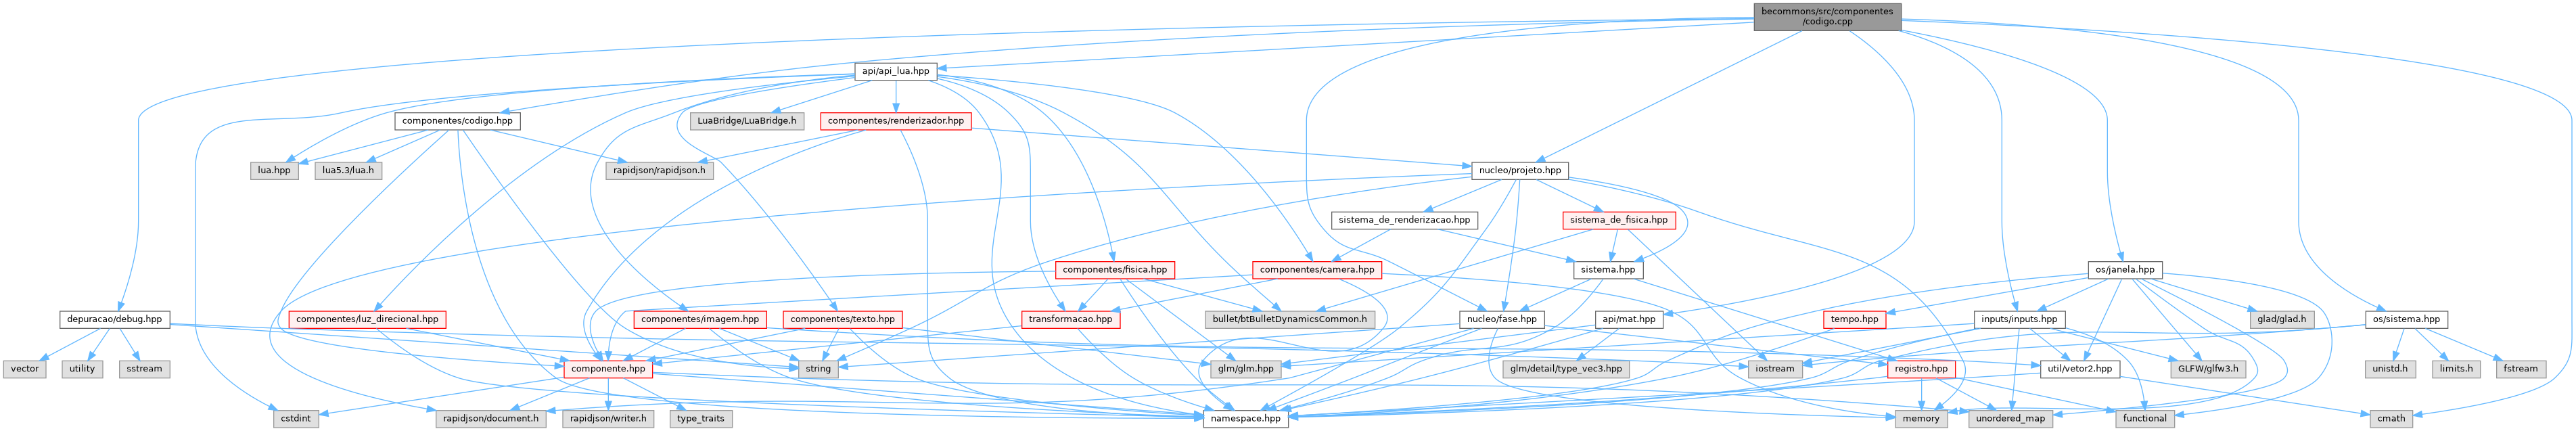 becommons/src/componentes
/codigo.cpp
api/api_lua.hpp
componentes/codigo.hpp
LuaBridge/LuaBridge.h
componentes/renderizador.hpp
lua.hpp
lua5.3/lua.h
rapidjson/rapidjson.h
nucleo/projeto.hpp
sistema_de_renderizacao.hpp
sistema_de_fisica.hpp
componentes/fisica.hpp
componentes/camera.hpp
sistema.hpp
os/janela.hpp
depuracao/debug.hpp
componentes/luz_direcional.hpp
componentes/imagem.hpp
componentes/texto.hpp
transformacao.hpp
bullet/btBulletDynamicsCommon.h
nucleo/fase.hpp
api/mat.hpp
tempo.hpp
inputs/inputs.hpp
glad/glad.h
os/sistema.hpp
vector
utility
sstream
componente.hpp
string
glm/glm.hpp
glm/detail/type_vec3.hpp
iostream
registro.hpp
util/vetor2.hpp
GLFW/glfw3.h
unistd.h
limits.h
fstream
cstdint
rapidjson/document.h
rapidjson/writer.h
type_traits
namespace.hpp
memory
unordered_map
functional
cmath